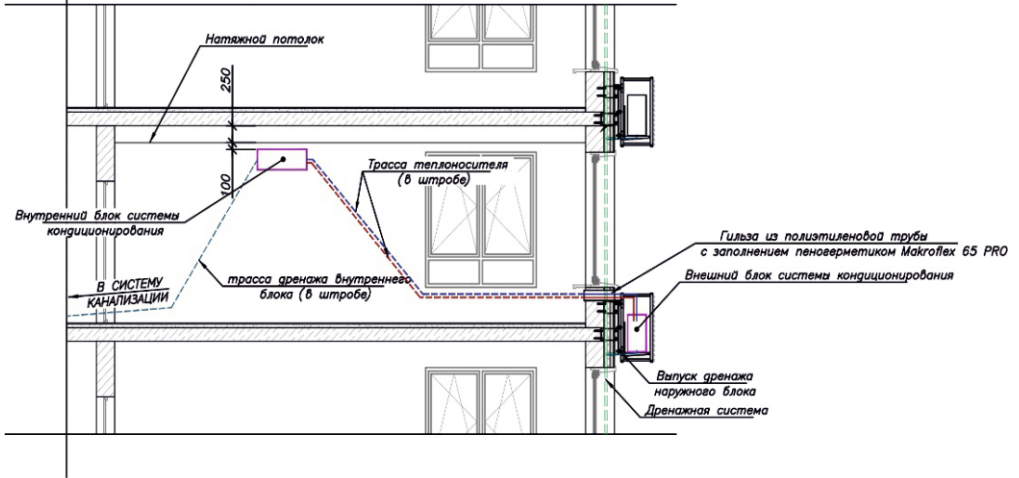 Натяжной потолок
250
100
Трасса теплоносителя
(в штробе)
Внутренний блок системы
кондиционирования
Гильза из полиэтиленовой трубы
с заполнением пеногерметиком Makroflex 65 PRO
Внешний блок системы кондиционирования
трасса дренажа внутреннего
блока (в штробе)
В СИСТЕМУ
КАНАЛИЗАЦИИ
Выпуск дренажа
наружного блока
Дренажная система